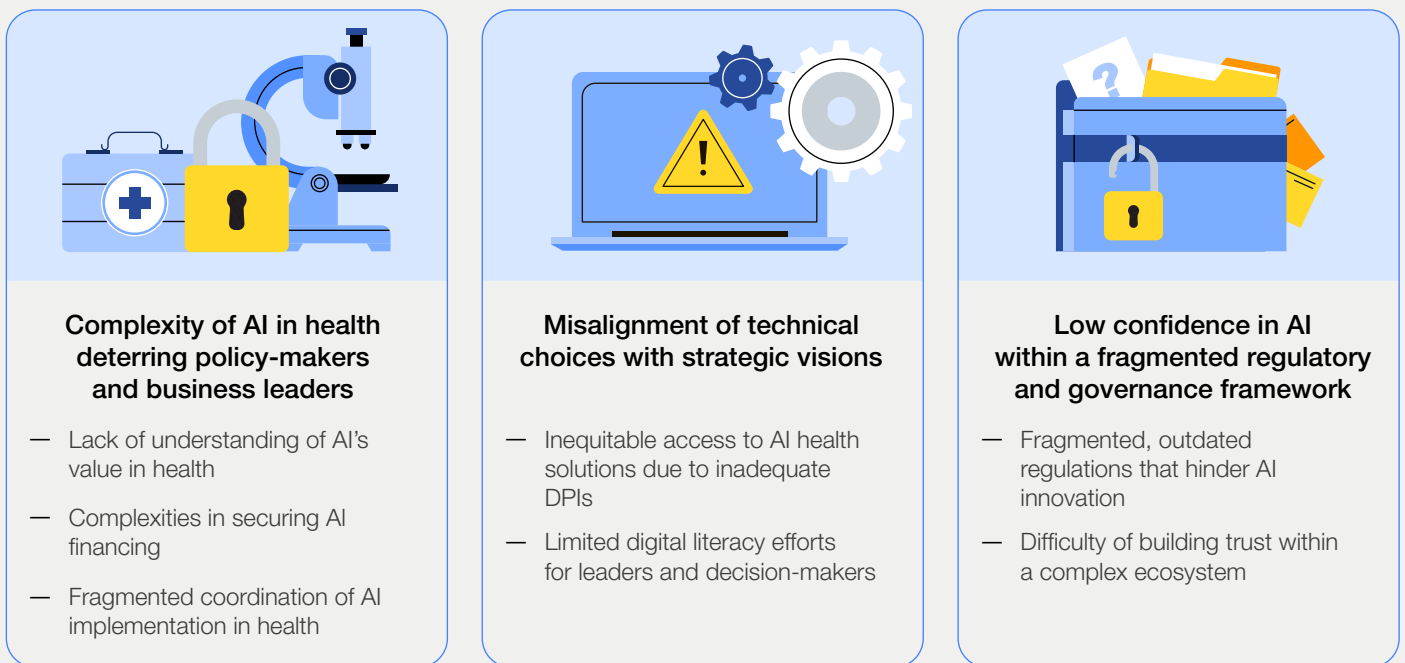 Complexity of AI in health
deterring policy-makers
and business leaders
— Lack of understanding of AI’s
value in health
— Complexities in securing AI
financing
— Fragmented coordination of AI
implementation in health
Misalignment of technical
choices with strategic visions
— Inequitable access to AI health
solutions due to inadequate
DPIs
— Limited digital literacy efforts
for leaders and decision-makers
Low confidence in AI
within a fragmented regulatory
and governance framework
— Fragmented, outdated
regulations that hinder AI
innovation
— Difficulty of building trust within
a complex ecosystem